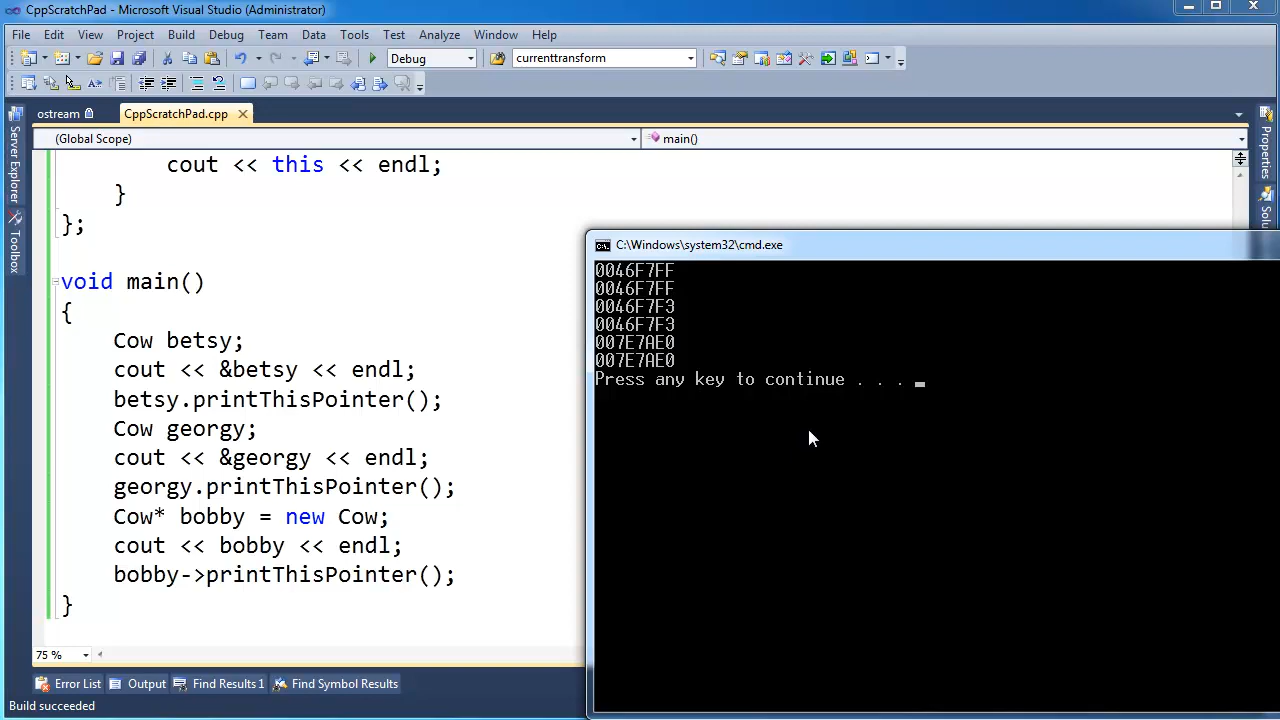 CppScratchPad - Microsoft Visual Studio (Administrator)
File Edit View Project Build Debug Team Data Tools Test Analyze Window Help
Debug currenttransform
ostream CppScratchPad.cpp
(Global Scope) main()
Server Explorer
Toolbox
Properties
cout << this << endl;
}
};
void main()
{
Cow betsy;
cout << &betsy << endl;
betsy.printThisPointer();
Cow georgy;
cout << &georgy << endl;
georgy.printThisPointer();
Cow* bobby = new Cow;
cout << bobby << endl;
bobby->printThisPointer();
}
C:\Windows\system32\cmd.exe
0046F7FF
0046F7FF
0046F7F3
0046F7F3
007E7AE0
007E7AE0
Press any key to continue . . .
75 %
Error List Output Find Results 1 Find Symbol Results
Build succeeded